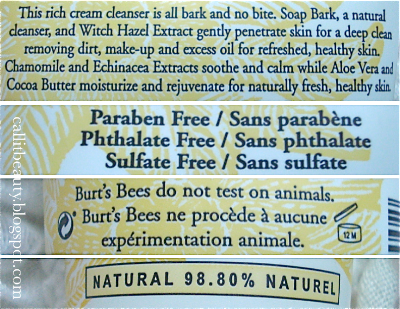 This rich cream cleanser is all bark and no bite. Soap Bark, a natural
cleanser, and Witch Hazel Extract gently penetrate skin for a deep clean
removing dirt, make-up and excess oil for refreshed, healthy skin.
Chamomile and Echinacea Extracts soothe and calm while Aloe Vera and
Cocoa Butter moisturize and rejuvenate for naturally fresh, healthy skin.
Paraben Free / Sans parabène
Phthalate Free / Sans phthalate
Sulfate Free / Sans sulfate
Burt's Bees do not test on animals.
Burt's Bees ne procède à aucune
expérimentation animale.
12 M
NATURAL 98.80% NATUREL
callitbeauty.blogspot.com